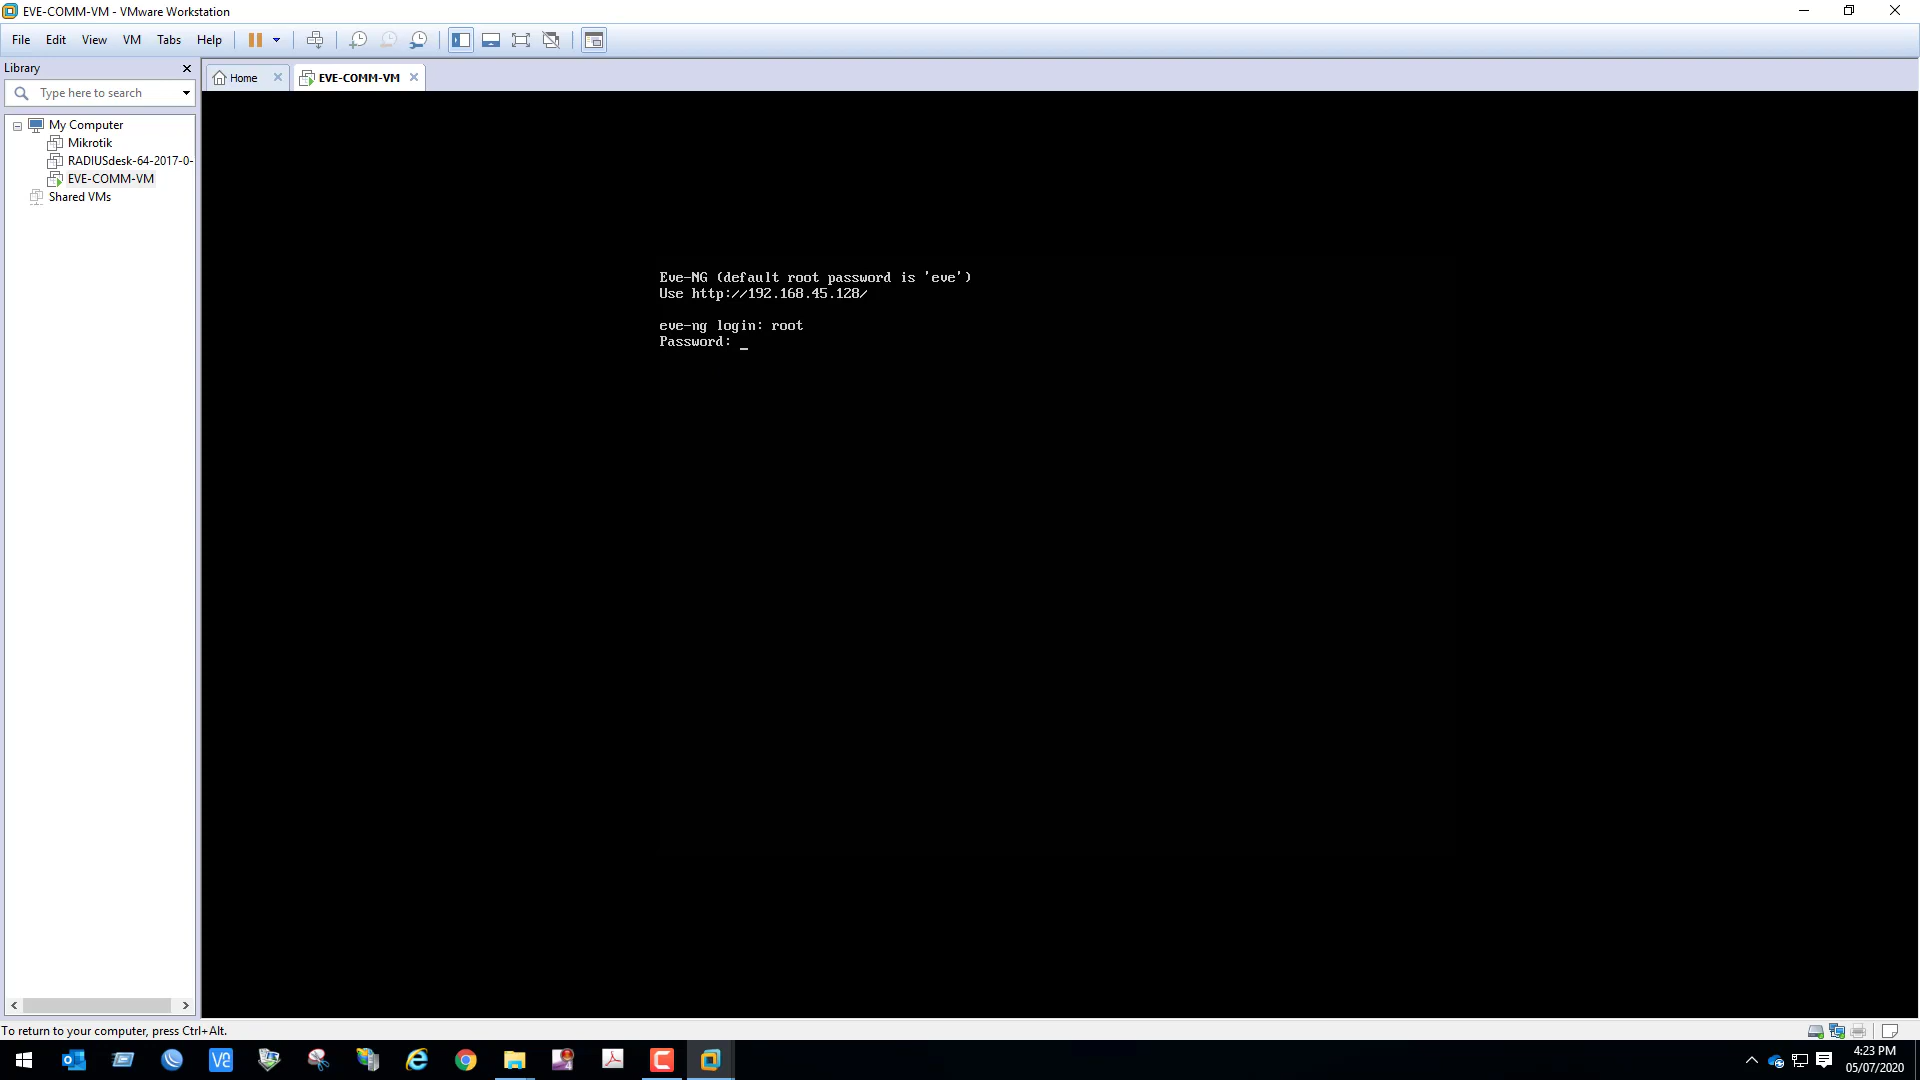 EVE-COMM-VM - VMware Workstation
File Edit View VM Tabs Help
Library
Type here to search
Home
EVE-COMM-VM
My Computer
Mikrotik
RADIUSdesk-64-2017-0-
EVE-COMM-VM
Shared VMs
Eve-NG (default root password is 'eve')
Use http://192.168.45.128/
eve-ng login: root
Password: _
To return to your computer, press Ctrl+Alt.
4:23 PM
05/07/2020